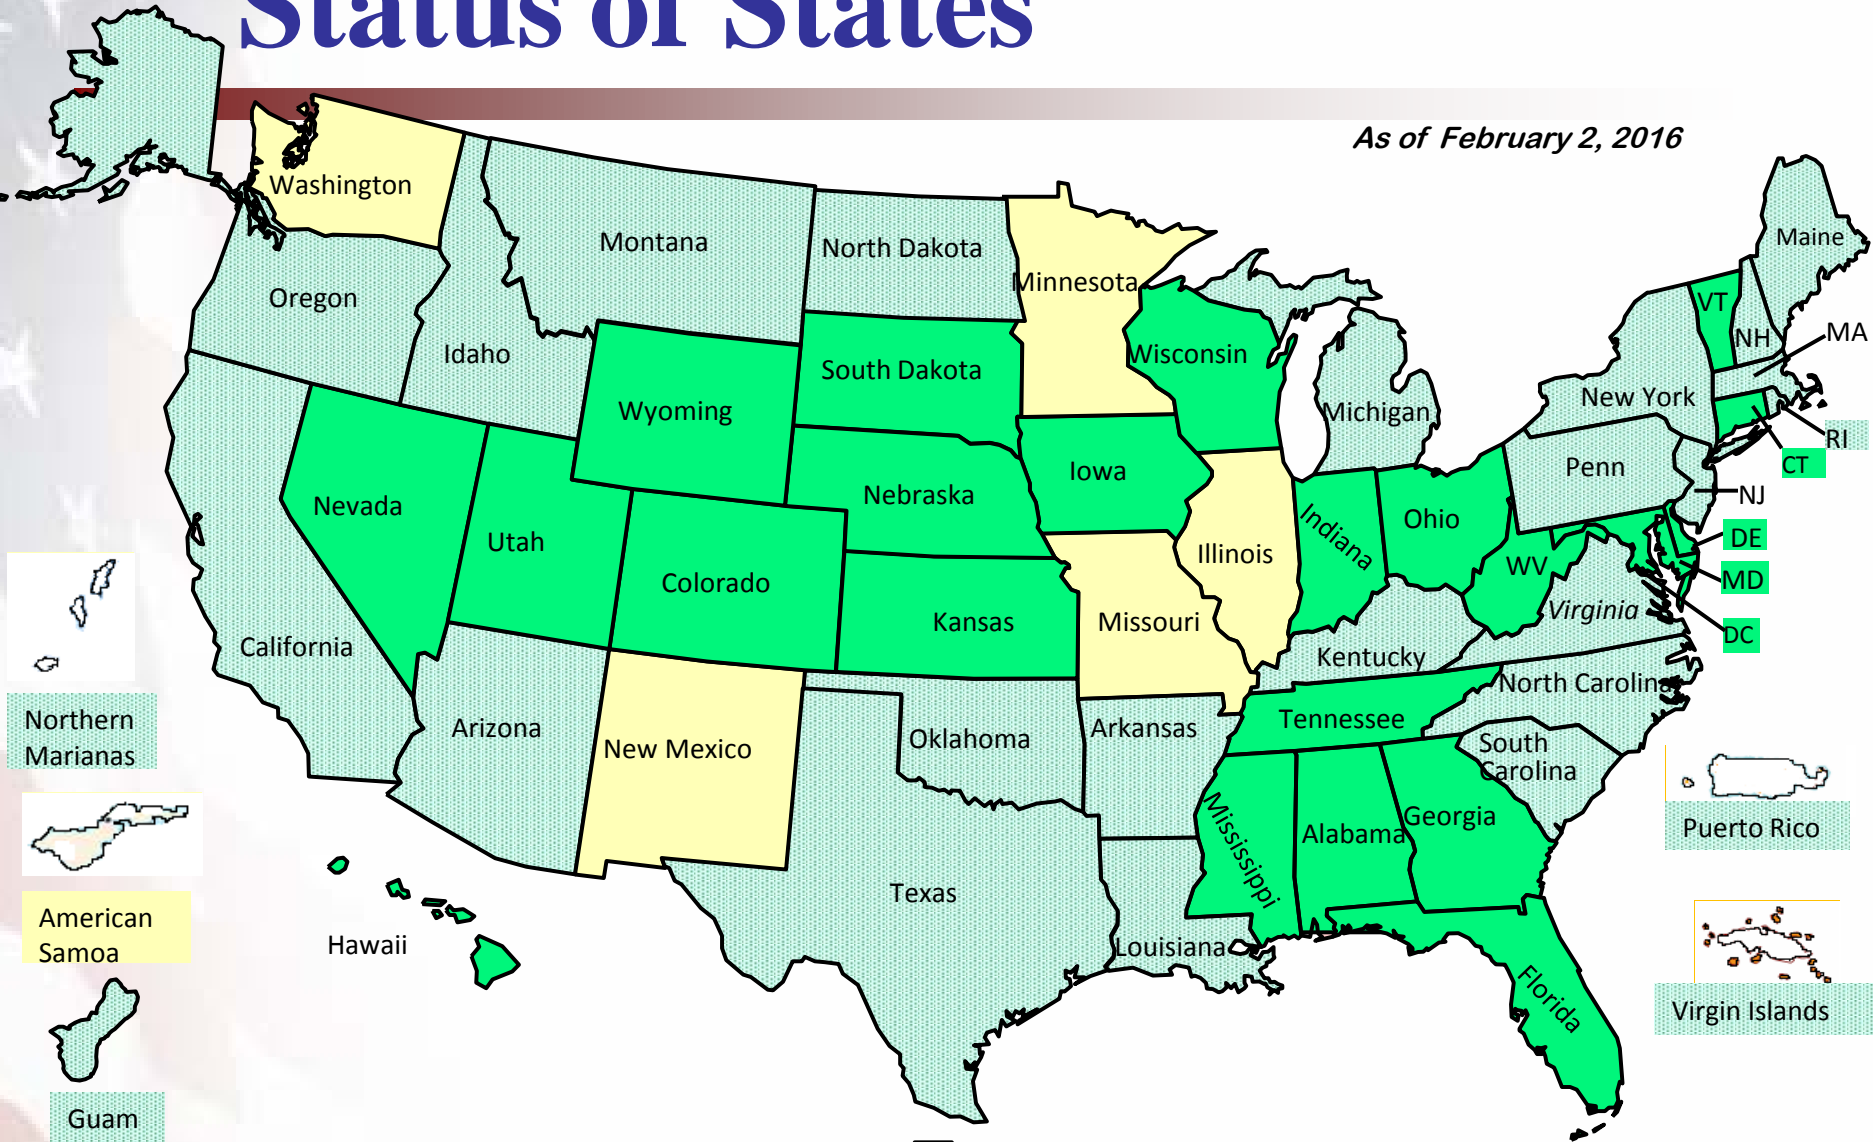 Status of States
As of February 2, 2016
Washington
Montana
North Dakota
Minnesota
Maine
Oregon
Idaho
South Dakota
Wisconsin
VT
NH
MA
Wyoming
Michigan
New York
RI
CT
Nevada
Nebraska
Iowa
Penn
NJ
Utah
Colorado
Illinois
Indiana
Ohio
WV
DE
MD
DC
California
Kansas
Missouri
Kentucky
Virginia
Northern
Marianas
Arizona
New Mexico
Oklahoma
Arkansas
Tennessee
North Carolina
South
Carolina
Mississippi
Alabama
Georgia
Puerto Rico
American
Samoa
Hawaii
Texas
Louisiana
Florida
Virgin Islands
Guam